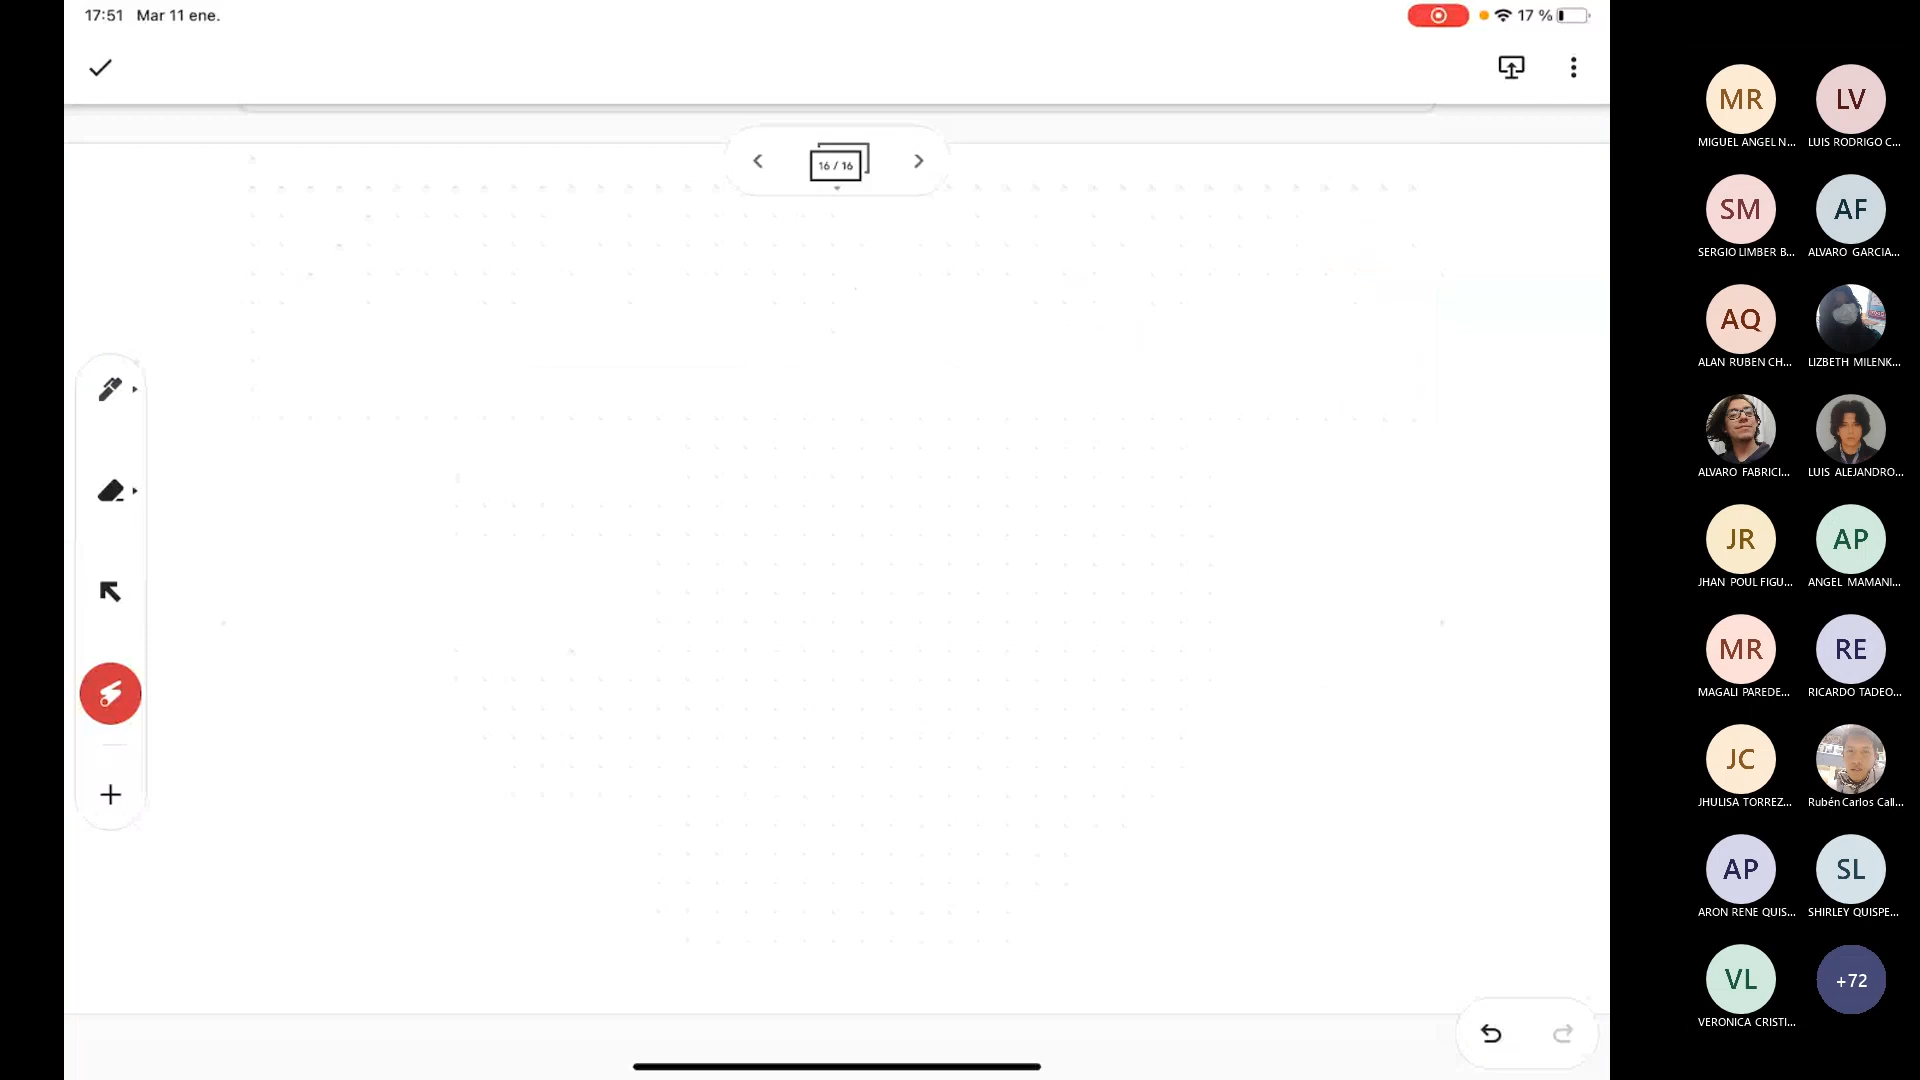 17:51 Mar 11 ene.
17 %
16 / 16
MR LV
MIGUEL ANGEL N... LUIS RODRIGO C...
SM AF
SERGIO LIMBER B... ALVARO GARCIA...
AQ
ALAN RUBEN CH... LIZBETH MILENK...
ALVARO FABRICI... LUIS ALEJANDRO...
JR AP
JHAN POUL FIGU... ANGEL MAMANI...
MR RE
MAGALI PAREDE... RICARDO TADEO...
JC
JHULISA TORREZ... Rubén Carlos Call...
AP SL
ARON RENE QUIS... SHIRLEY QUISPE...
VL +72
VERONICA CRISTI...